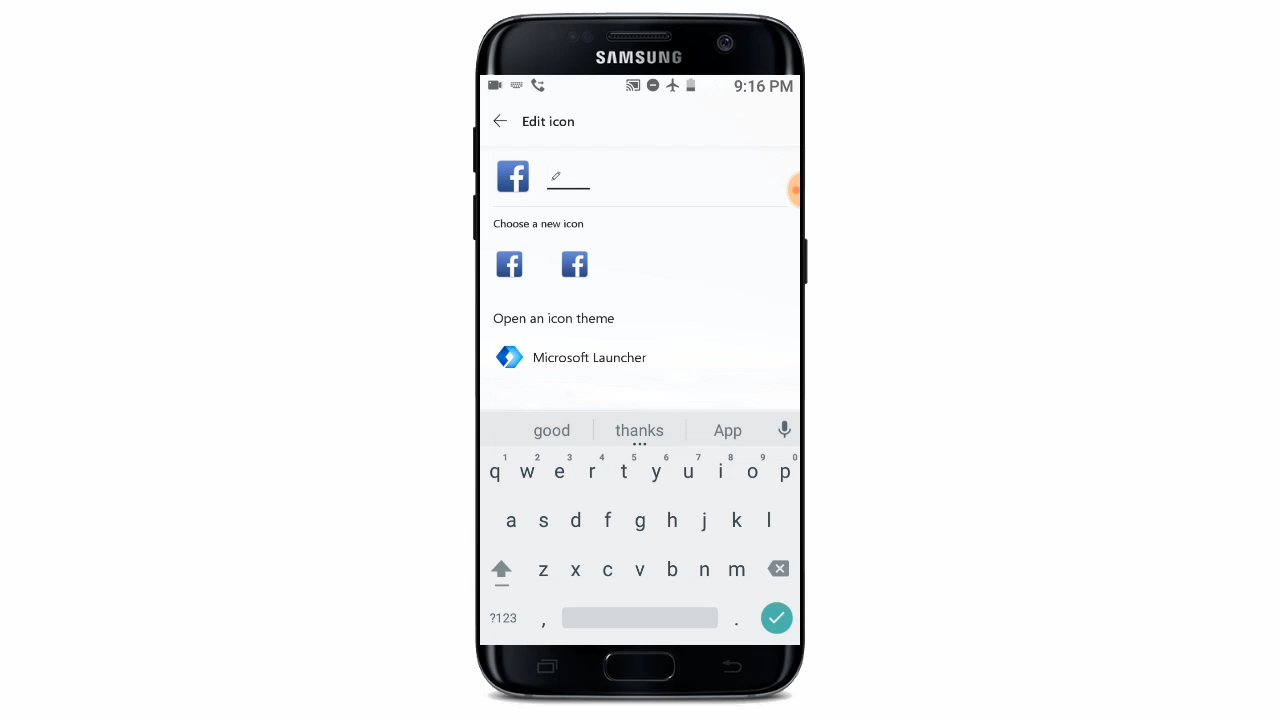 SAMSUNG
9:16 PM
Edit icon
Choose a new icon
Open an icon theme
Microsoft Launcher
good thanks App
1 2 3 4 5 6 7 8 9 0
q w e r t y u i o p
a s d f g h j k l
z x c v b n m
?123 , .